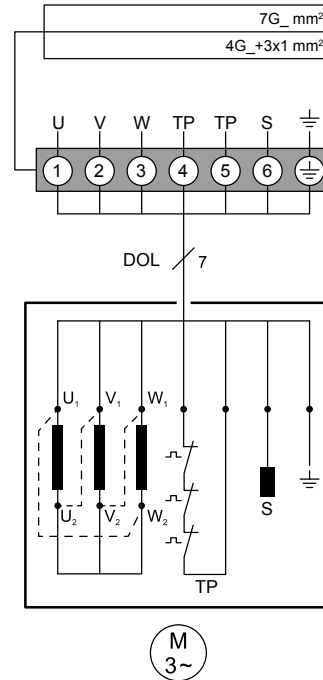 7G_ mm²
4G_+3x1 mm²
U V W TP TP S
1 2 3 4 5 6
DOL 7
U₁ V₁ W₁
U₂ V₂ W₂
S
TP
M
3~